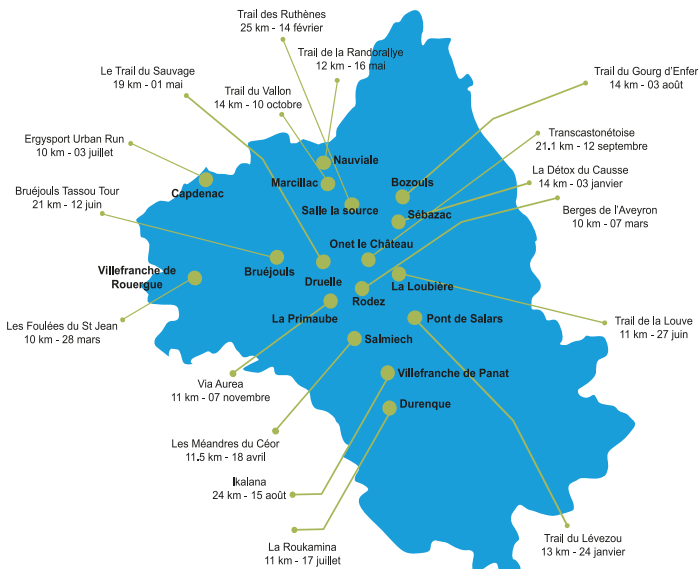 Trail des Ruthènes
25 km - 14 février
Trail de la Randorallye
12 km - 16 mai
Le Trail du Sauvage
19 km - 01 mai
Trail du Vallon
14 km - 10 octobre
Trail du Gourg d'Enfer
14 km - 03 août
Ergysport Urban Run
10 km - 03 juillet
Transcastonétoise
21.1 km - 12 septembre
Bruéjouls Tassou Tour
21 km - 12 juin
La Détox du Causse
14 km - 03 janvier
Berges de l'Aveyron
10 km - 07 mars
Nauviale
Marcillac
Capdenac
Bozouls
Salle la source
Sébazac
Onet le Château
Bruéjouls
Druelle
Villefranche de
Rouergue
La Loubière
Rodez
La Primaube
Pont de Salars
Salmiech
Villefranche de Panat
Durenque
Les Foulées du St Jean
10 km - 28 mars
Trail de la Louve
11 km - 27 juin
Via Aurea
11 km - 07 novembre
Les Méandres du Céor
11.5 km - 18 avril
Ikalana
24 km - 15 août
La Roukamina
11 km - 17 juillet
Trail du Lévezou
13 km - 24 janvier